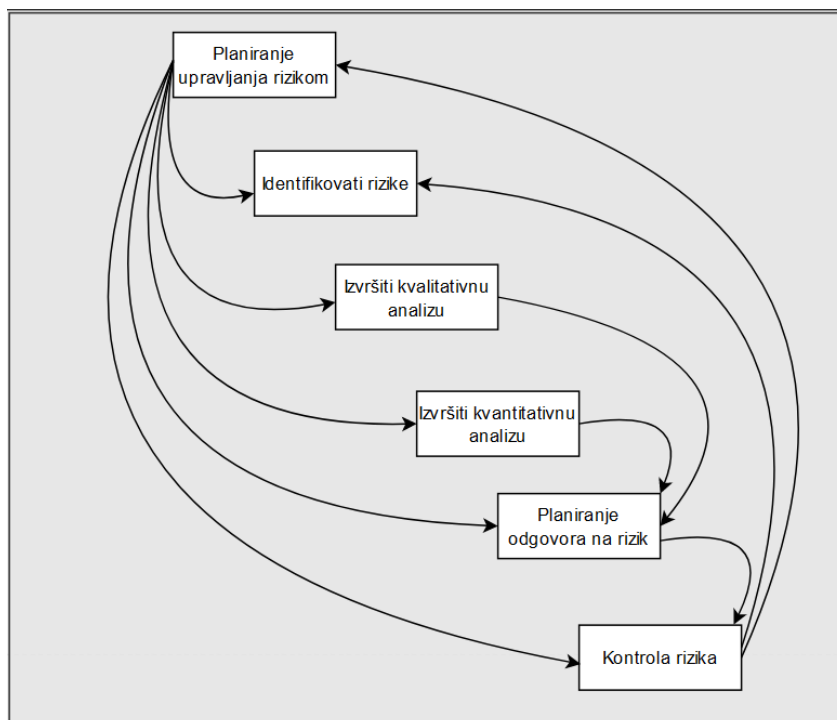 Planiranje
upravljanja rizikom
Identifikovati rizike
Izvršiti kvalitativnu
analizu
Izvršiti kvantitativnu
analizu
Planiranje
odgovora na rizik
Kontrola rizika